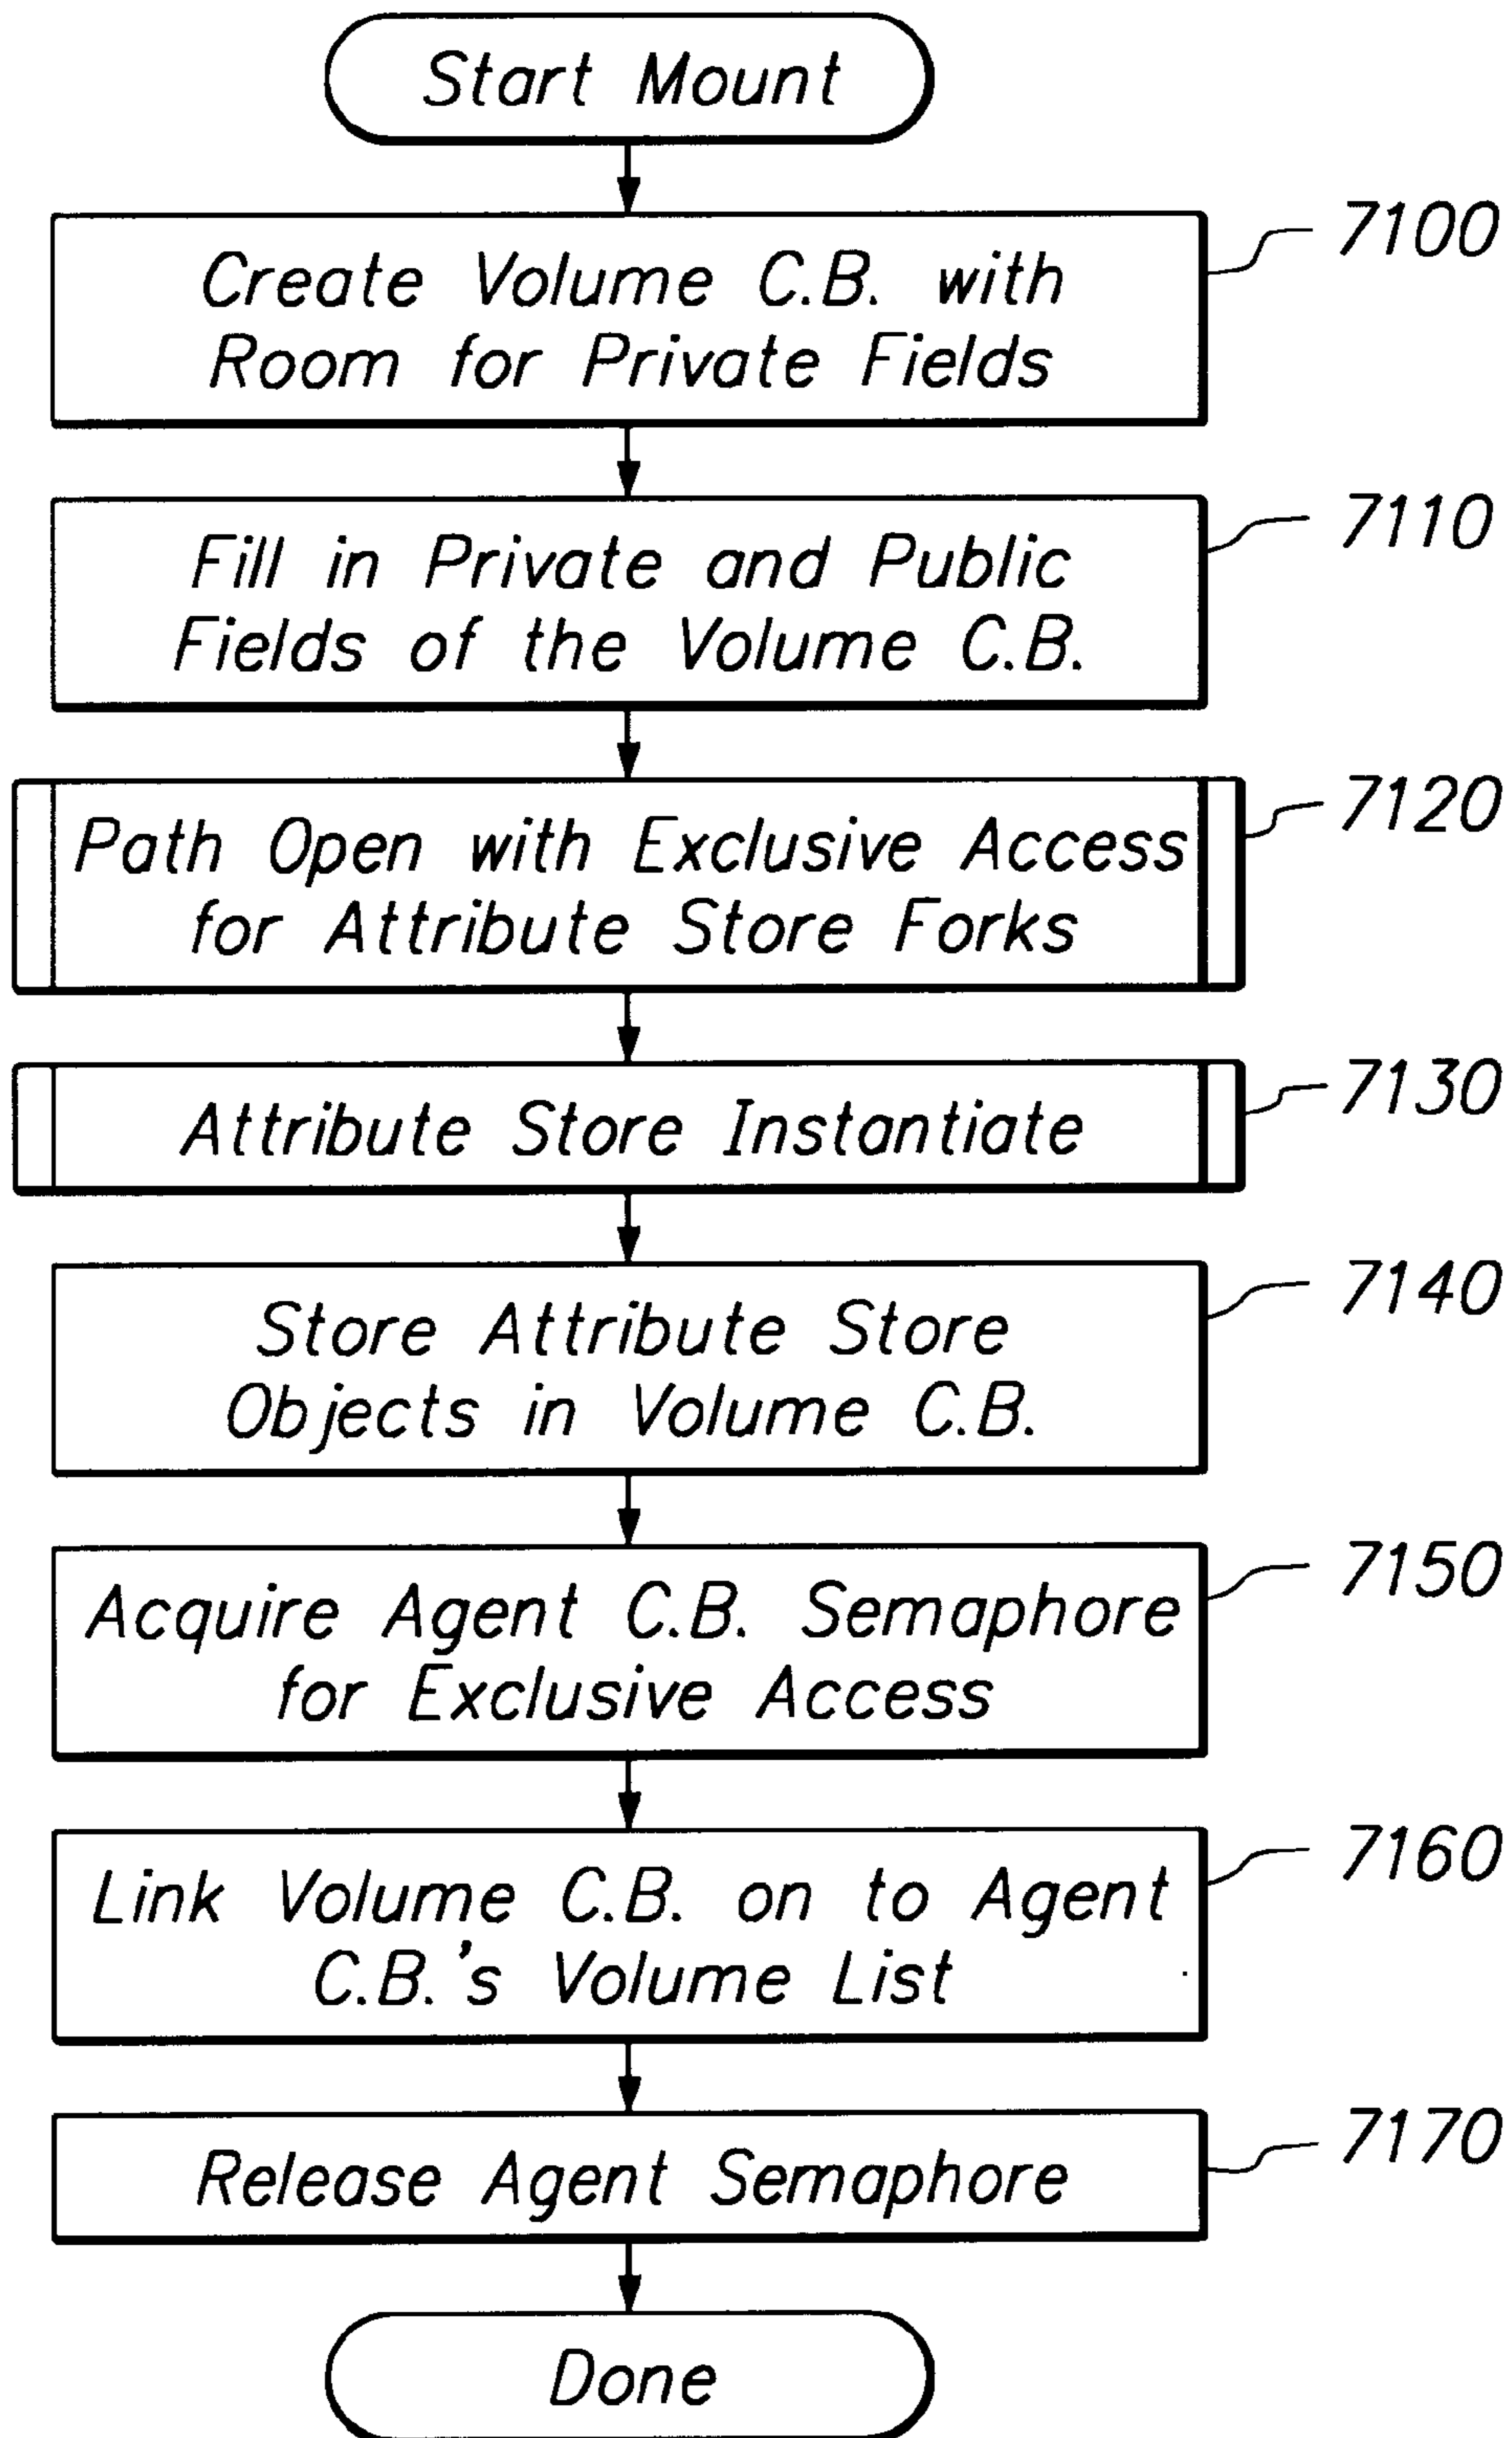 Start Mount
7100
Create Volume C.B. with
Room for Private Fields
7110
Fill in Private and Public
Fields of the Volume C.B.
7120
Path Open with Exclusive Access
for Attribute Store Forks
7130
Attribute Store Instantiate
7140
Store Attribute Store
Objects in Volume C.B.
7150
Acquire Agent C.B. Semaphore
for Exclusive Access
7160
Link Volume C.B. on to Agent
C.B.'s Volume List
7170
Release Agent Semaphore
Done